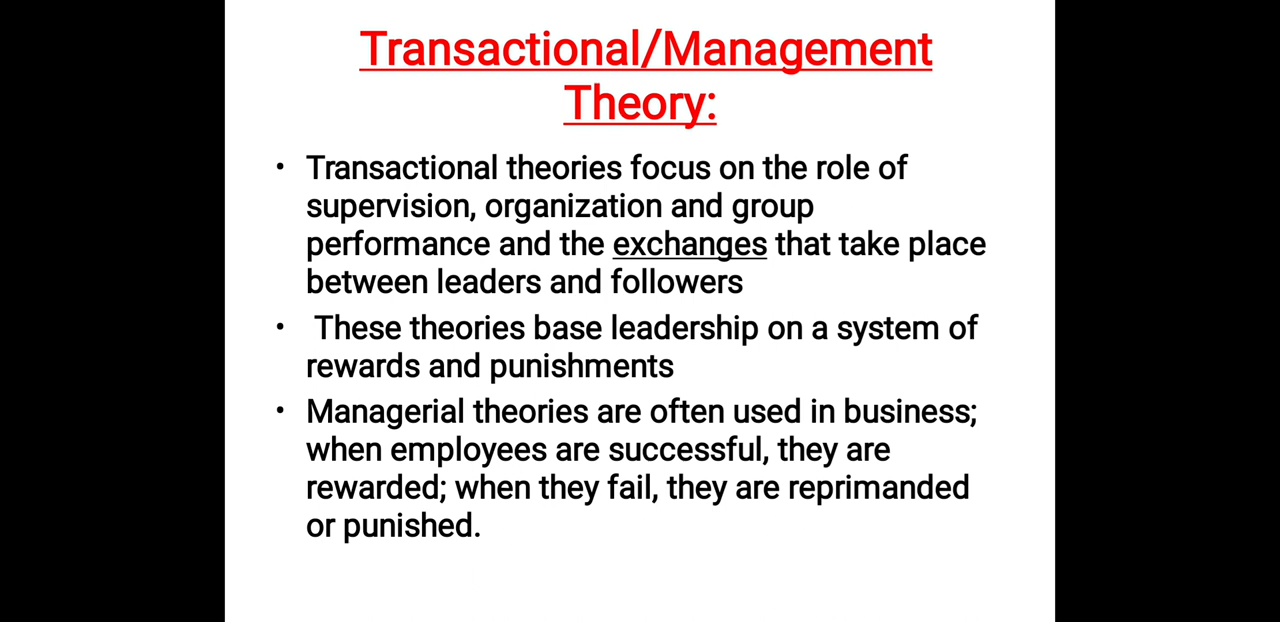 Transactional/Management
Theory:
• Transactional theories focus on the role of
supervision, organization and group
performance and the exchanges that take place
between leaders and followers
• These theories base leadership on a system of
rewards and punishments
• Managerial theories are often used in business;
when employees are successful, they are
rewarded; when they fail, they are reprimanded
or punished.